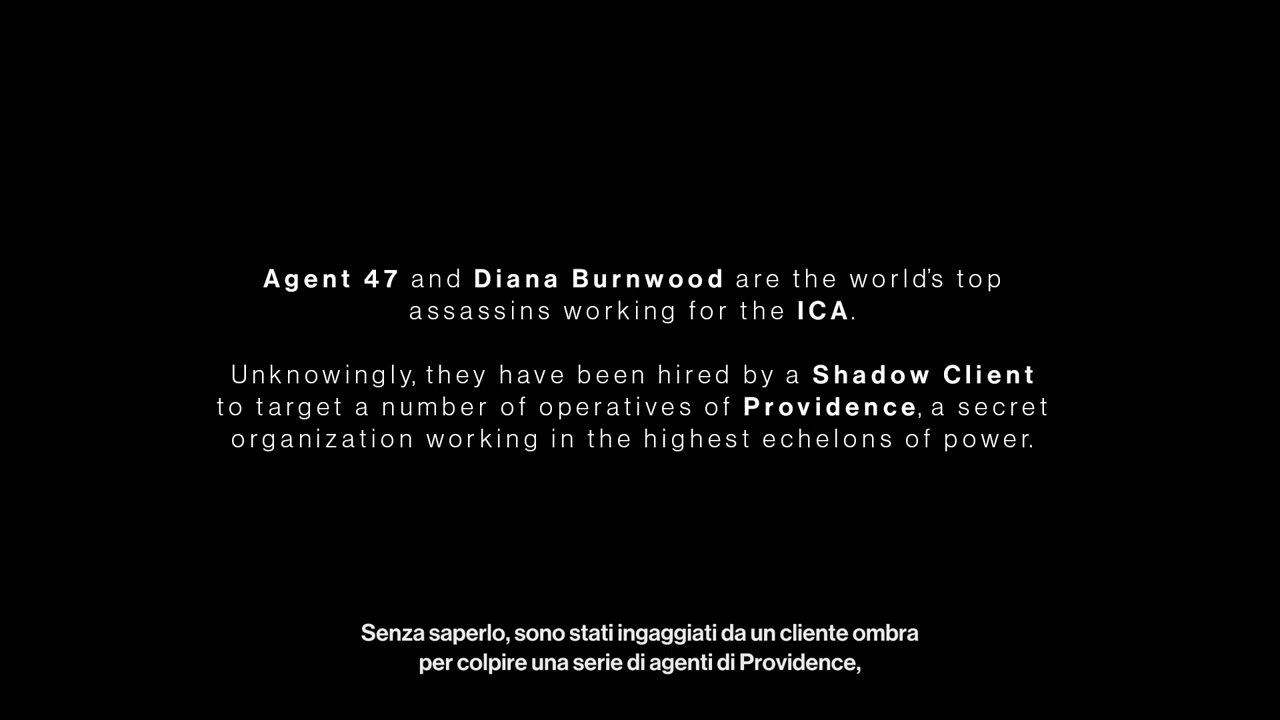 Agent 47 and Diana Burnwood are the world's top
assassins working for the ICA.
Unknowingly, they have been hired by a Shadow Client
to target a number of operatives of Providence, a secret
organization working in the highest echelons of power.
Senza saperlo, sono stati ingaggiati da un cliente ombra
per colpire una serie di agenti di Providence,